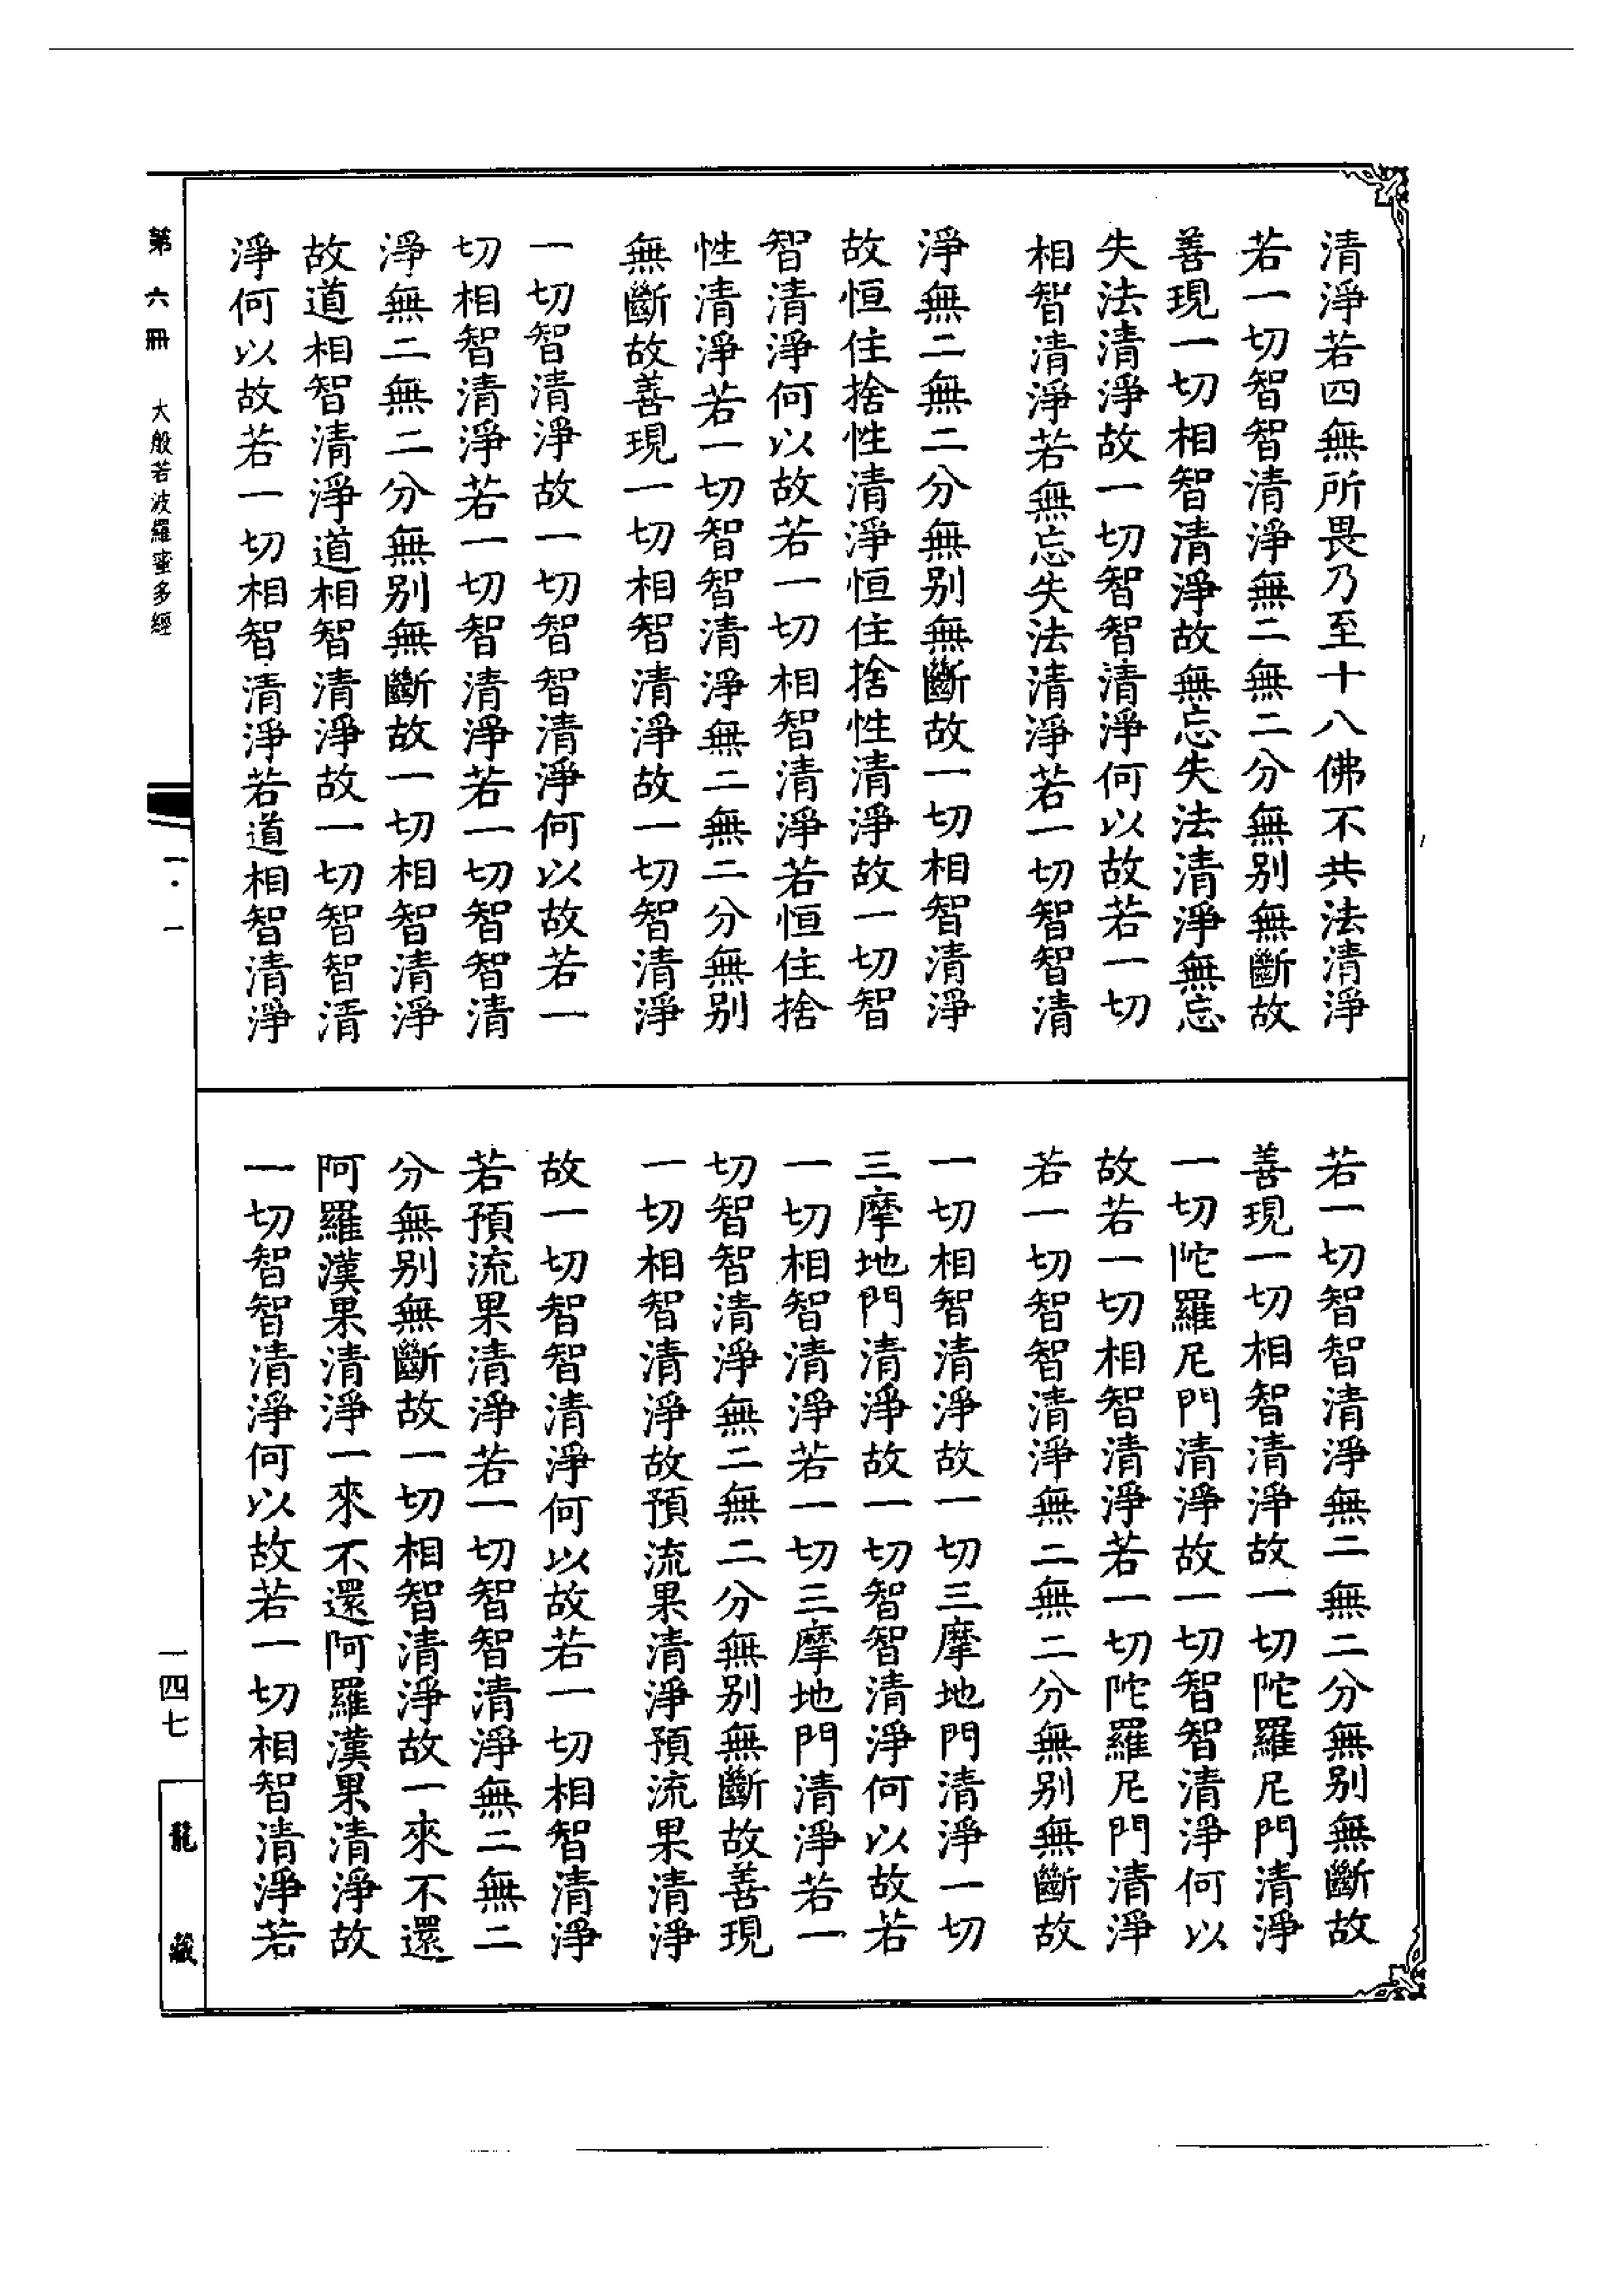 清淨若四無所畏乃至十八佛不共法清淨
若一切智智清淨無二無二分無別無斷故
善現一切相智清淨故無忘失法清淨無忘
失法清淨故一切智智清淨何以故若一切
相智清淨若無忘失法清淨若一切智智清
淨無二無二分無別無斷故一切相智清淨
故恒住捨性清淨恒住捨性清淨故一切智
智清淨何以故若一切相智清淨若恒住捨
性清淨若一切智智清淨無二無二分無別
無斷故善現一切相智清淨故一切智清淨
一切智清淨故一切智智清淨何以故若一
切相智清淨若一切智清淨若一切智智清
淨無二無二分無別無斷故一切相智清淨
故道相智清淨道相智清淨故一切智智清
淨何以故若一切相智清淨若道相智清淨
若一切智智清淨無二無二分無別無斷故
善現一切相智清淨故一切陀羅尼門清淨
一切陀羅尼門清淨故一切智智清淨何以
故若一切相智清淨若一切陀羅尼門清淨
若一切智智清淨無二無二分無別無斷故
一切相智清淨故一切三摩地門清淨一切
三摩地門清淨故一切智智清淨何以故若
一切相智清淨若一切三摩地門清淨若一
切智智清淨無二無二分無別無斷故善現
一切相智清淨故預流果清淨預流果清淨
故一切智智清淨何以故若一切相智清淨
若預流果清淨若一切智智清淨無二無二
分無別無斷故一切相智清淨故一來不還
阿羅漢果清淨一來不還阿羅漢果清淨故
一切智智清淨何以故若一切相智清淨若
第六冊 大般若波羅蜜多經
一·一
一四七
龍藏